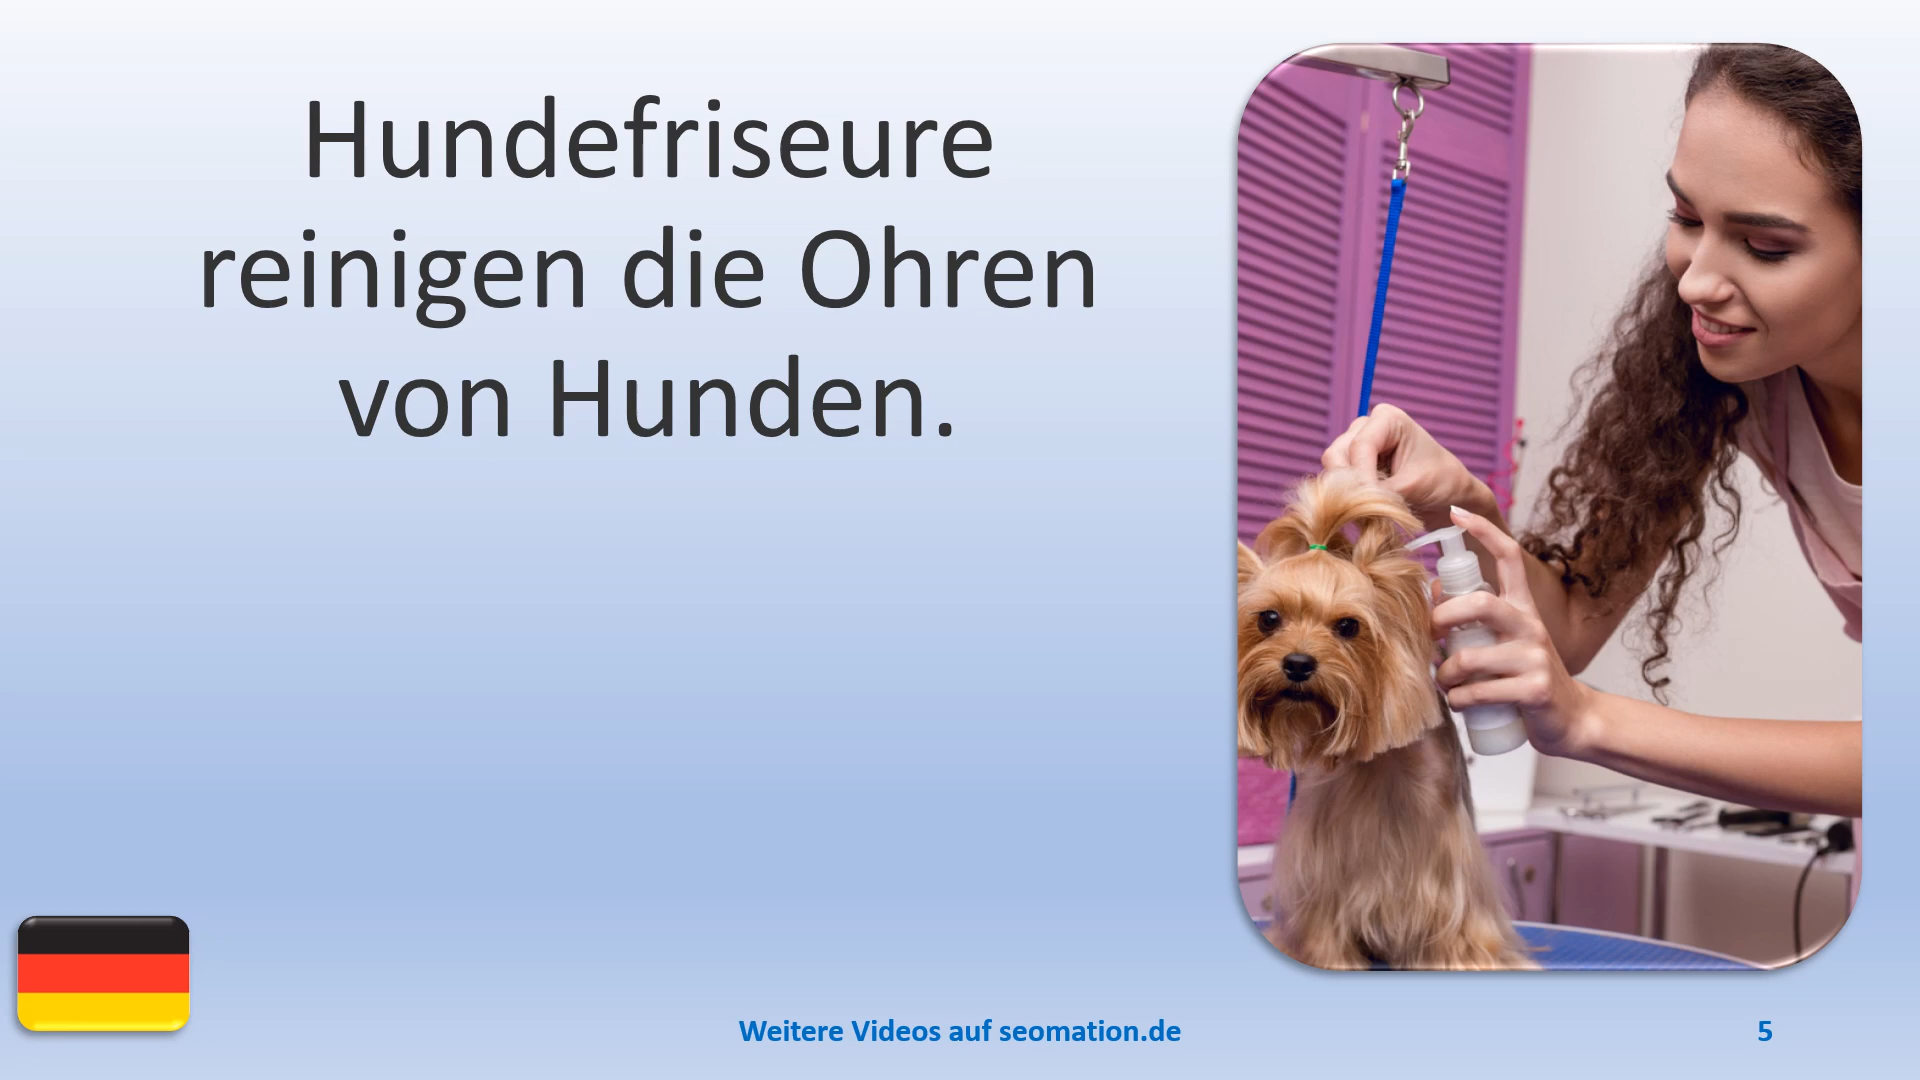 Hundefriseure
reinigen die Ohren
von Hunden.
Weitere Videos auf seomation.de
5